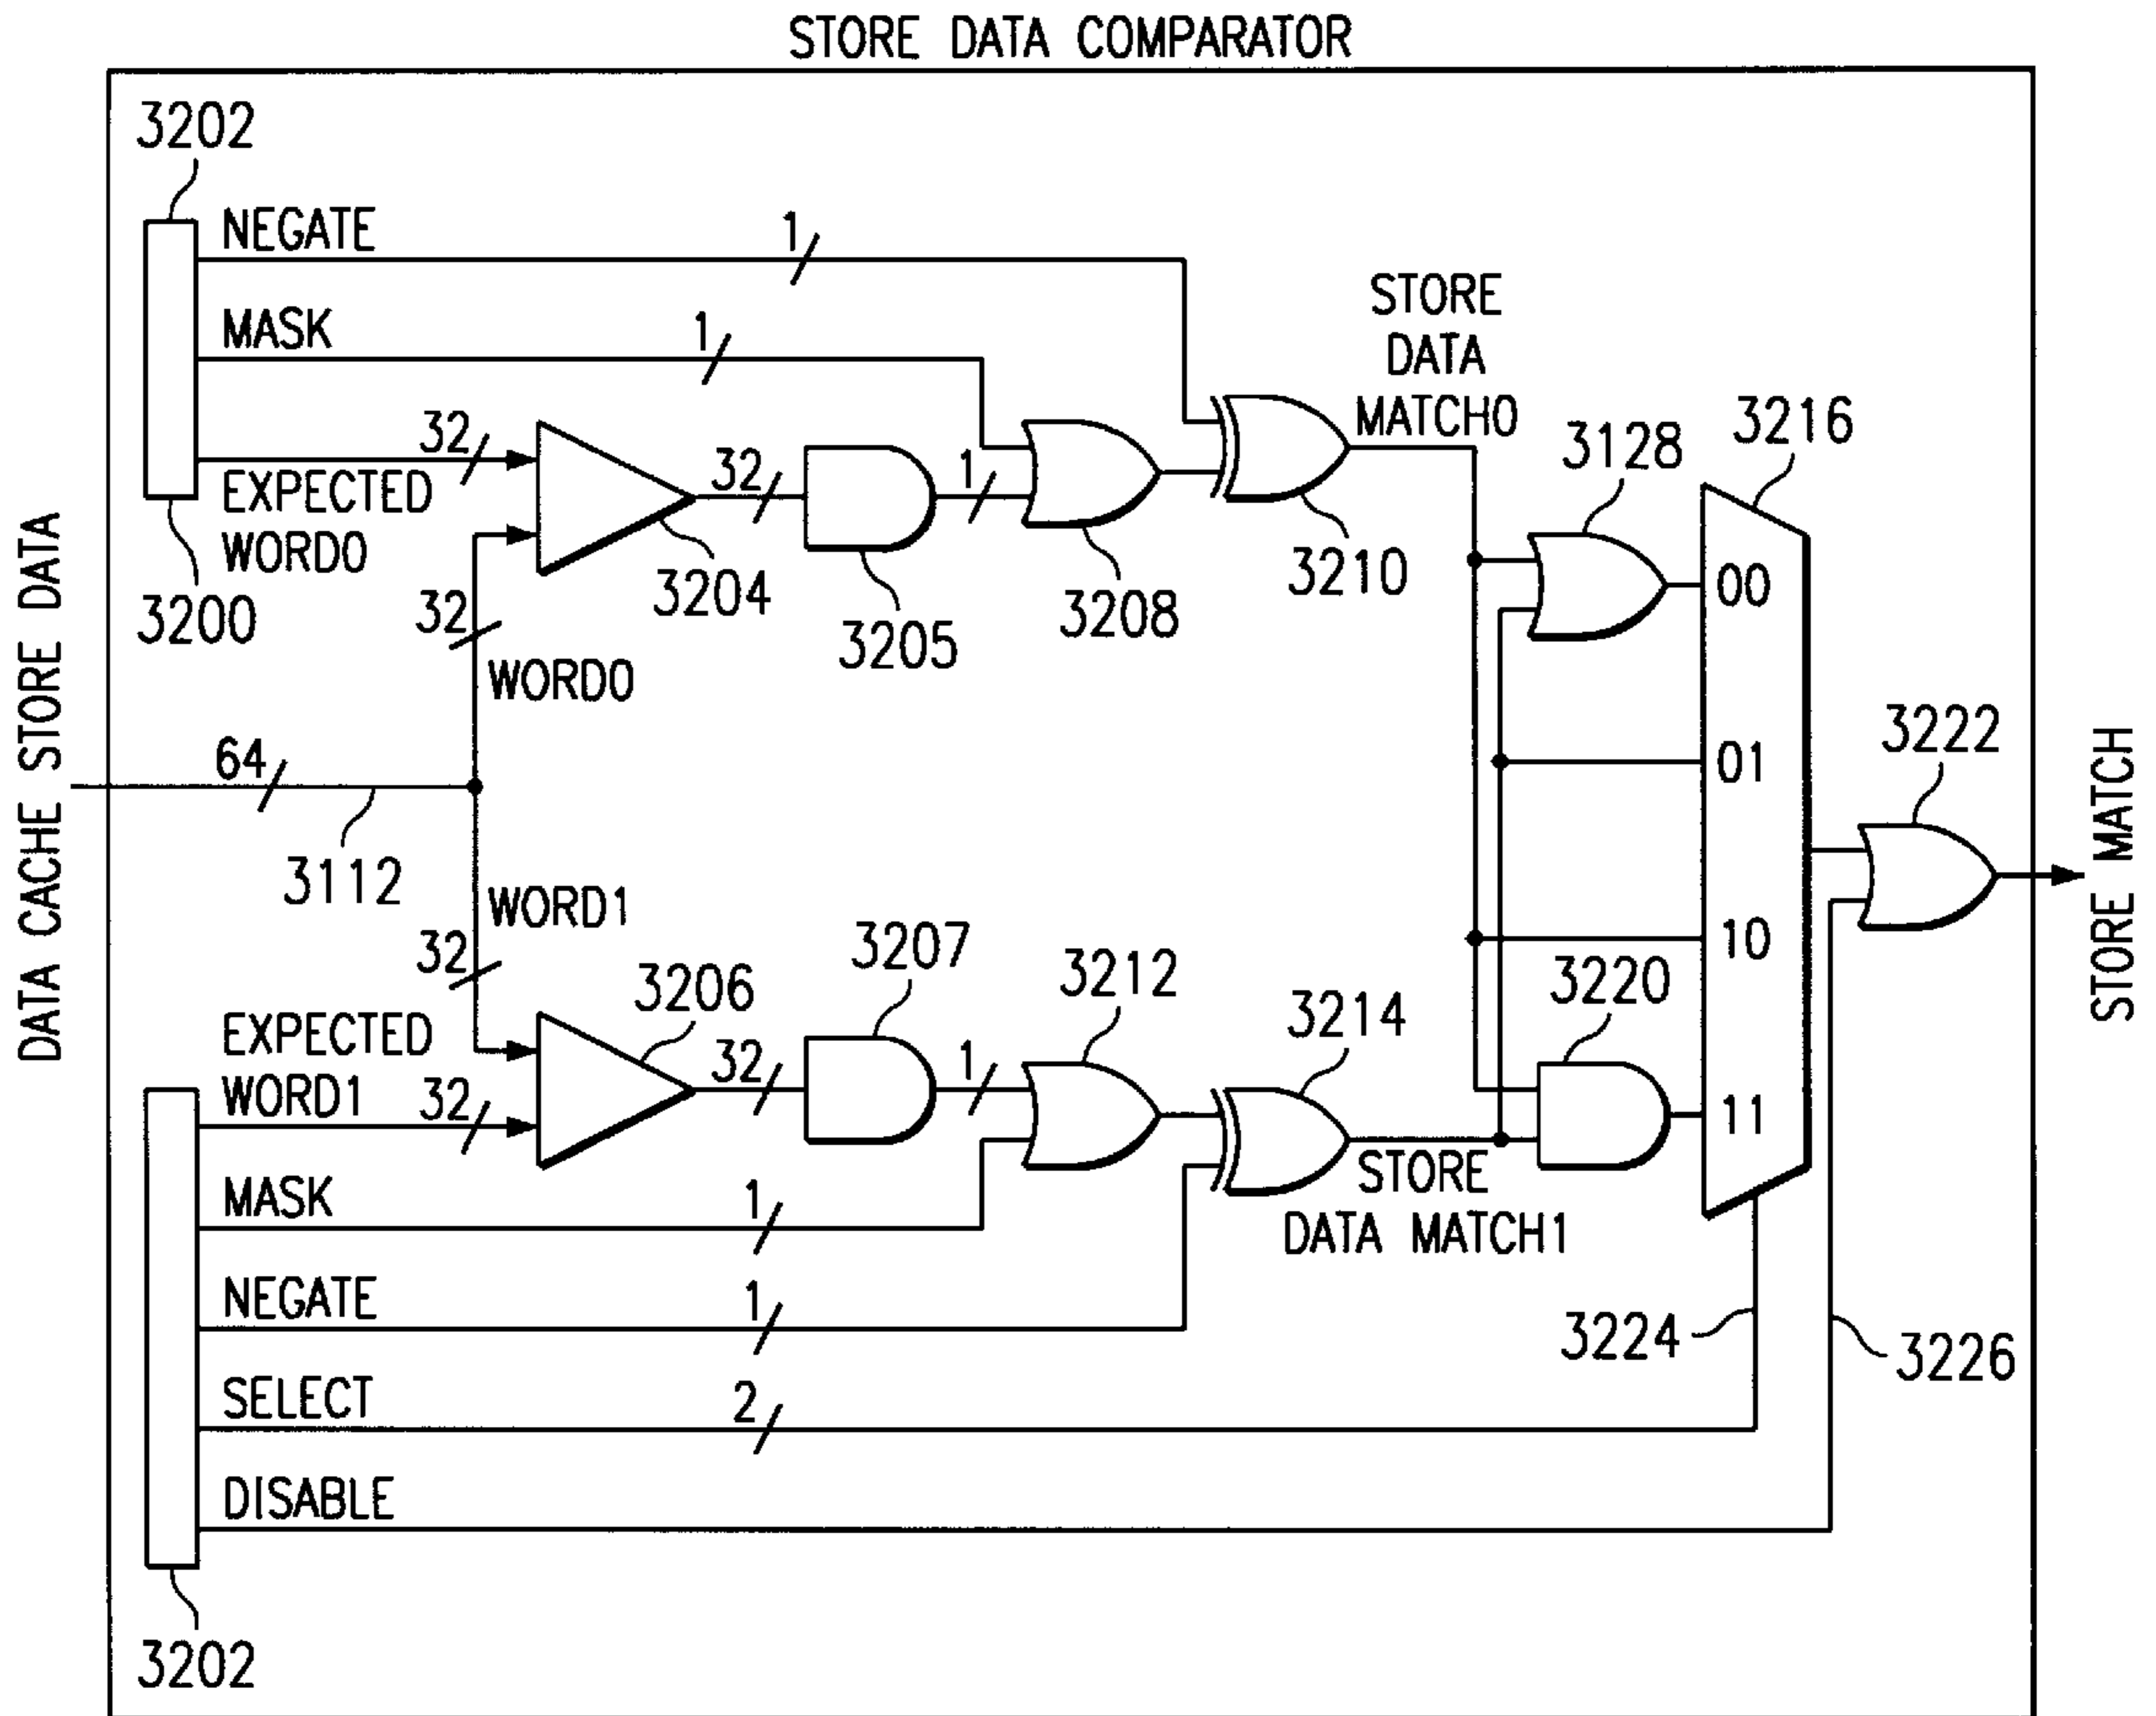 STORE DATA COMPARATOR
3202
NEGATE
1
MASK
1
STORE
DATA
MATCH0
32
EXPECTED
WORD0
32
1
3128
3216
3200
3204
3205
3208
3210
00
32
WORD0
DATA CACHE STORE DATA
64
3112
01
3222
STORE MATCH
WORD1
32
10
3206
3207
3212
3214
3220
EXPECTED
WORD1
32
32
1
11
MASK
1
STORE
DATA MATCH1
NEGATE
1
3224
3226
SELECT
2
DISABLE
3202